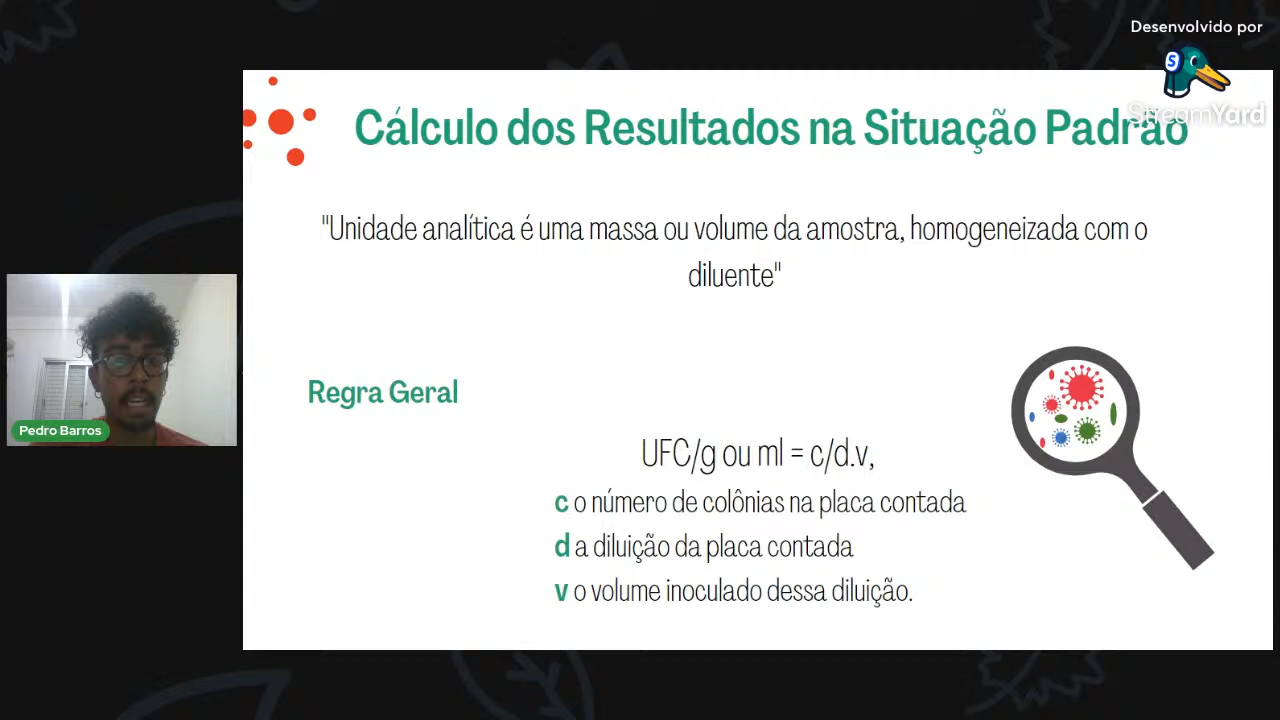 Desenvolvido por
S
StreamYard
Cálculo dos Resultados na Situação Padrão
"Unidade analítica é uma massa ou volume da amostra, homogeneizada com o
diluente"
Regra Geral
UFC/g ou ml = c/d.v,
c o número de colônias na placa contada
d a diluição da placa contada
v o volume inoculado dessa diluição.
Pedro Barros